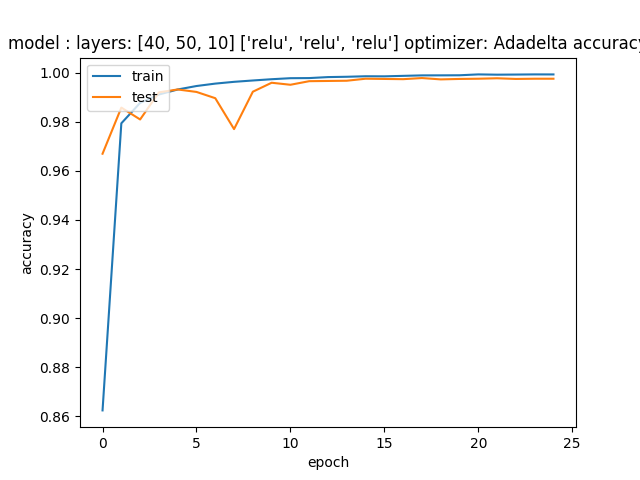 model : layers: [40, 50, 10] ['relu', 'relu', 'relu'] optimizer: Adadelta accuracy
train
test
1.00
0.98
0.96
0.94
0.92
0.90
0.88
0.86
accuracy
0 5 10 15 20 25
epoch